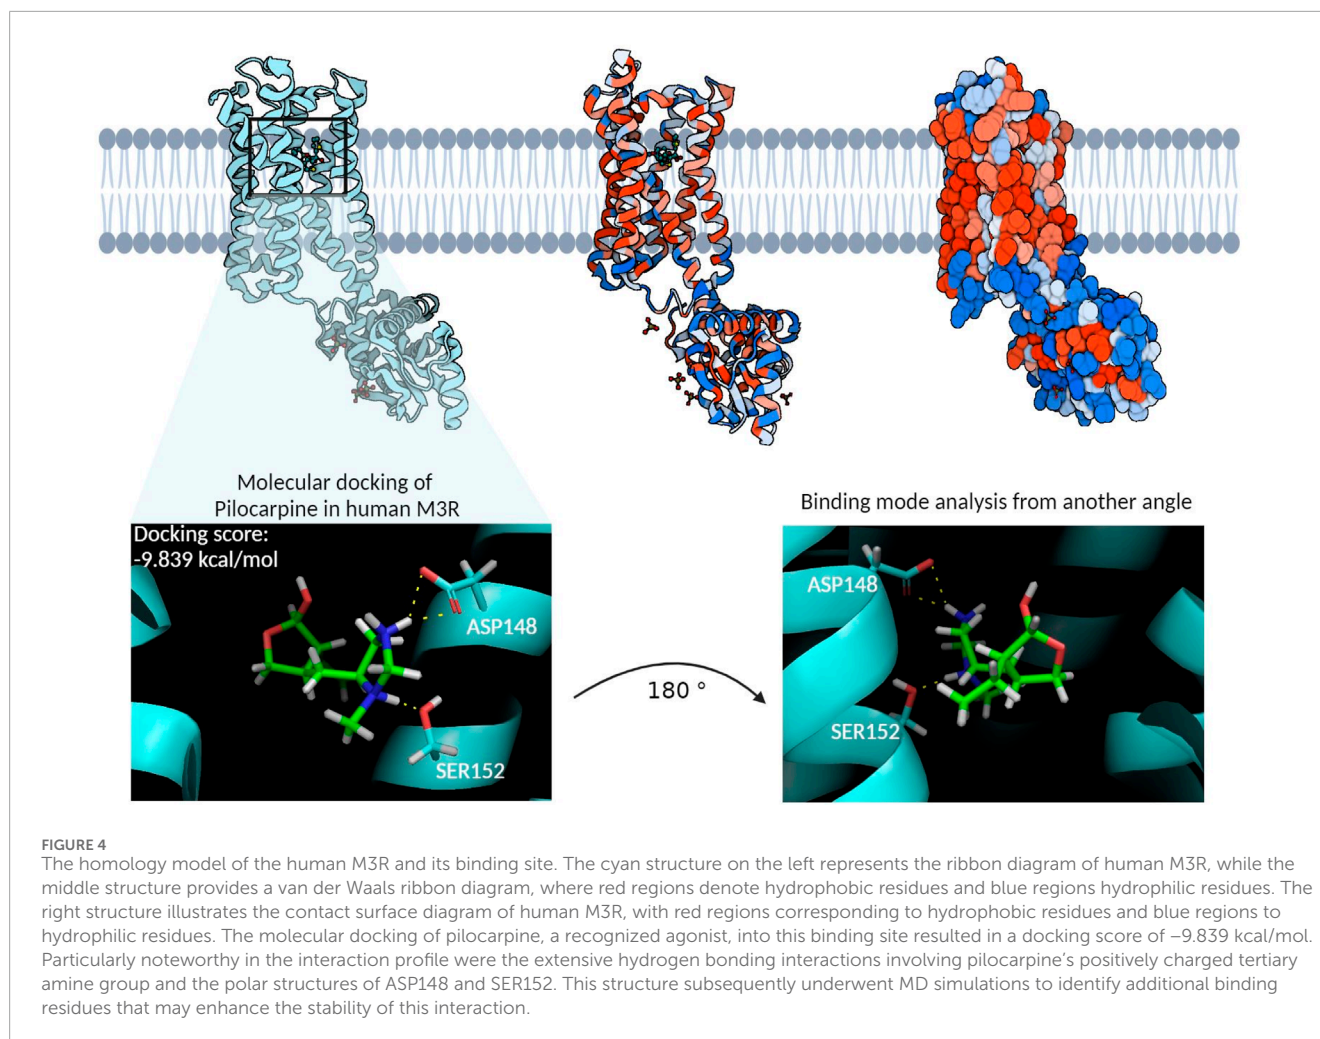 Molecular docking of
Pilocarpine in human M3R
Binding mode analysis from another angle
Docking score:
-9.839 kcal/mol
ASP148
SER152
180 °
ASP148
SER152
FIGURE 4
The homology model of the human M3R and its binding site. The cyan structure on the left represents the ribbon diagram of human M3R, while the
middle structure provides a van der Waals ribbon diagram, where red regions denote hydrophobic residues and blue regions hydrophilic residues. The
right structure illustrates the contact surface diagram of human M3R, with red regions corresponding to hydrophobic residues and blue regions to
hydrophilic residues. The molecular docking of pilocarpine, a recognized agonist, into this binding site resulted in a docking score of −9.839 kcal/mol.
Particularly noteworthy in the interaction profile were the extensive hydrogen bonding interactions involving pilocarpine’s positively charged tertiary
amine group and the polar structures of ASP148 and SER152. This structure subsequently underwent MD simulations to identify additional binding
residues that may enhance the stability of this interaction.